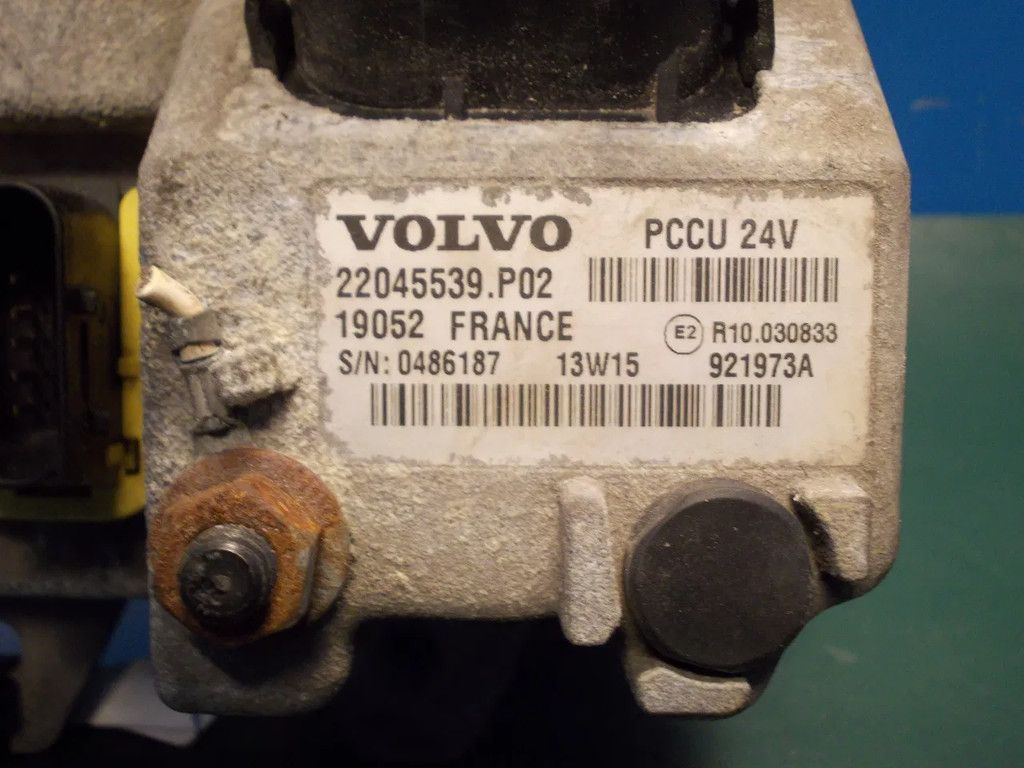 VOLVO PCCU 24V
22045539.P02
19052 FRANCE E2 R10.030833
S/N: 0486187 13W15 921973A